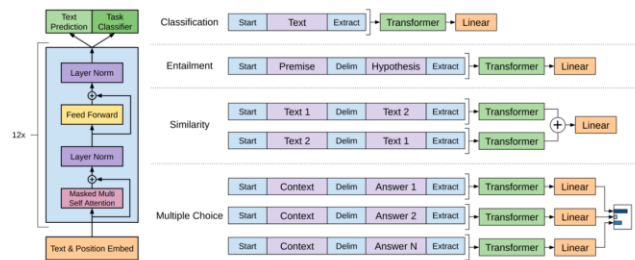 Text Prediction
Task Classifier
12x
Layer Norm
Feed Forward
Layer Norm
Masked Multi
Self Attention
Text & Position Embed
Classification
Start Text Extract Transformer Linear
Entailment
Start Premise Delim Hypothesis Extract Transformer Linear
Similarity
Start Text 1 Delim Text 2 Extract Transformer
Start Text 2 Delim Text 1 Extract Transformer
Linear
Multiple Choice
Start Context Delim Answer 1 Extract Transformer Linear
Start Context Delim Answer 2 Extract Transformer Linear
Start Context Delim Answer N Extract Transformer Linear